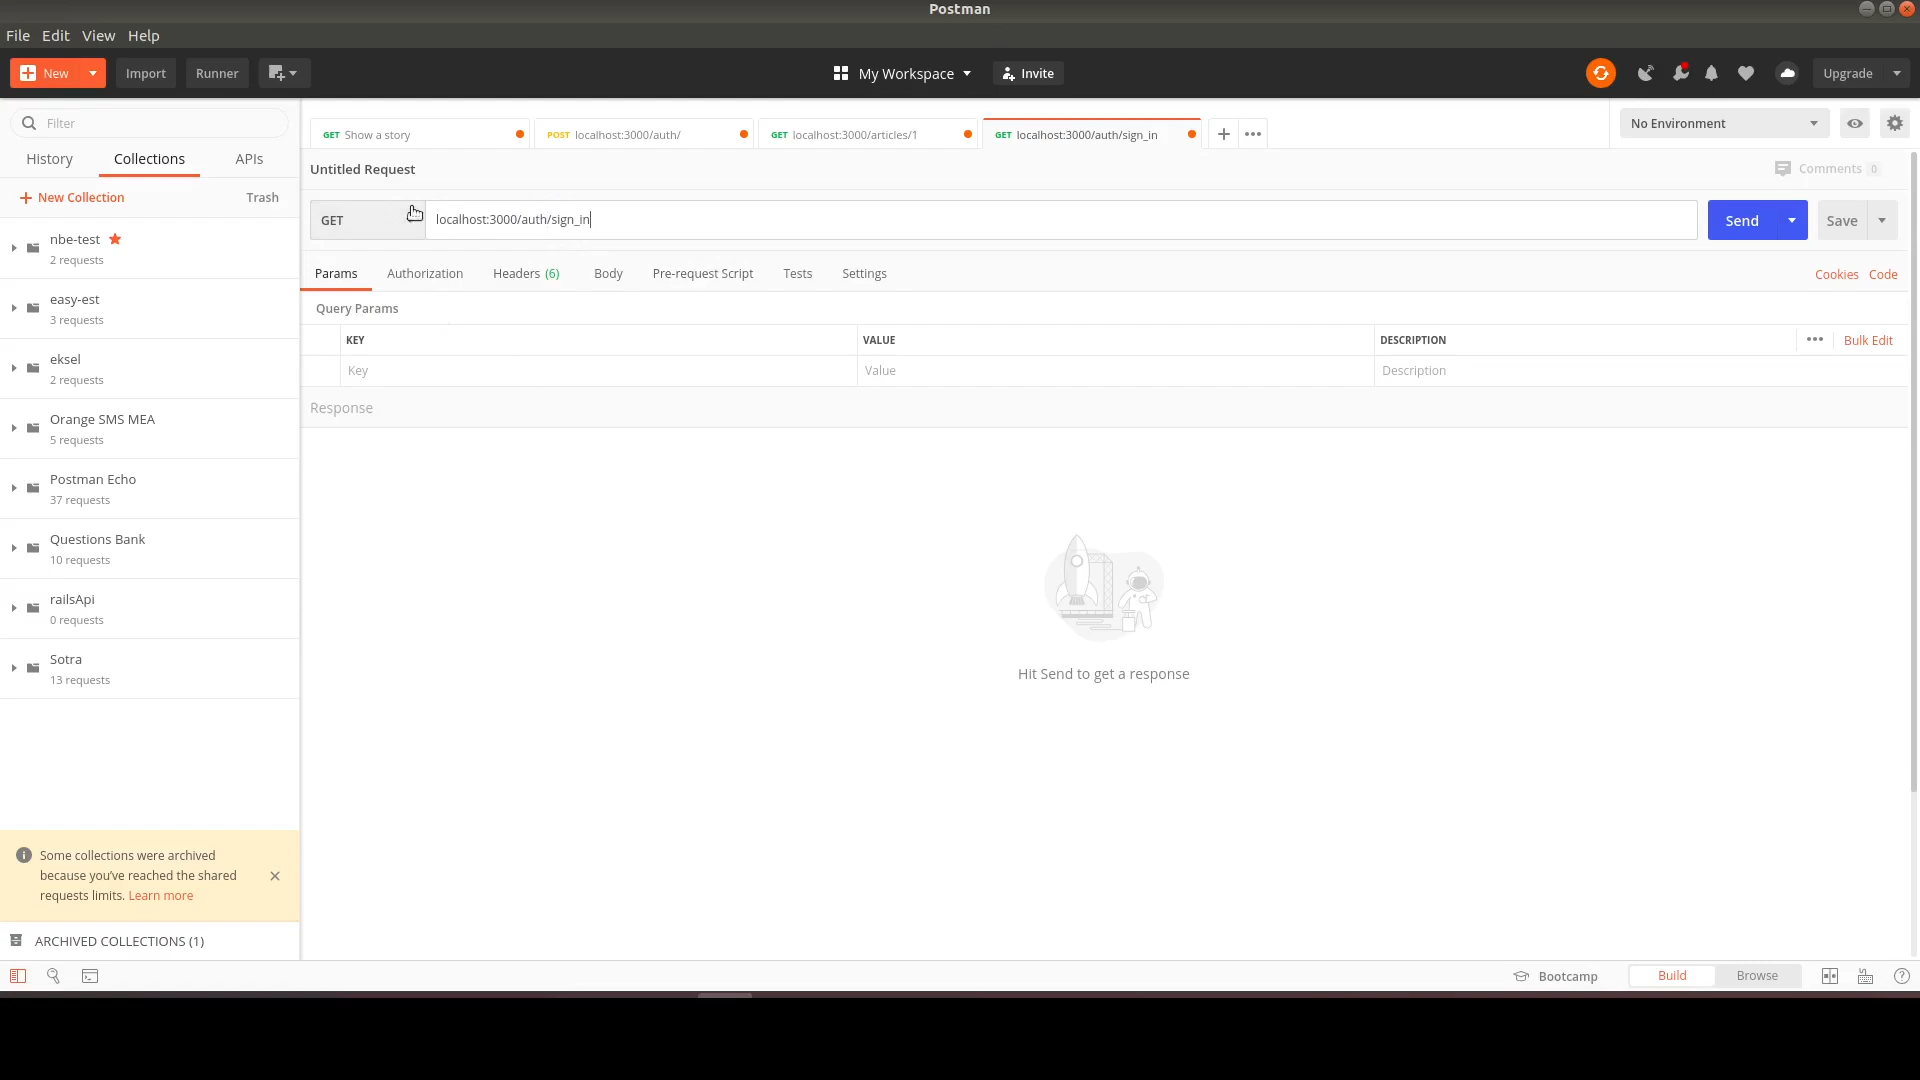 Postman
File Edit View Help
New Import Runner My Workspace Invite Upgrade
Filter
History Collections APIs
New Collection Trash
nbe-test
2 requests
easy-est
3 requests
eksel
2 requests
Orange SMS MEA
5 requests
Postman Echo
37 requests
Questions Bank
10 requests
railsApi
0 requests
Sotra
13 requests
Some collections were archived
because you've reached the shared
requests limits. Learn more
ARCHIVED COLLECTIONS (1)
GET Show a story POST localhost:3000/auth/ GET localhost:3000/articles/1 GET localhost:3000/auth/sign_in No Environment
Untitled Request Comments 0
GET localhost:3000/auth/sign_in Send Save
Params Authorization Headers (6) Body Pre-request Script Tests Settings Cookies Code
Query Params
KEY VALUE DESCRIPTION Bulk Edit
Key Value Description
Response
Hit Send to get a response
Bootcamp Build Browse